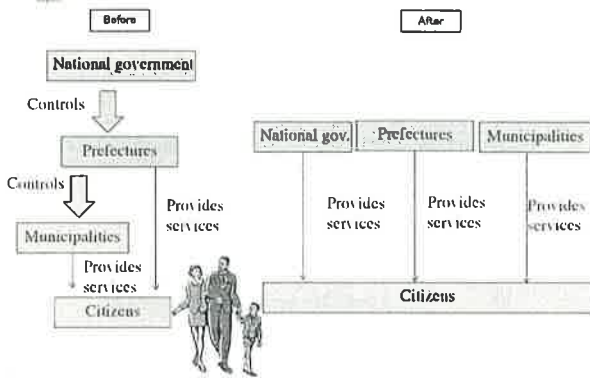 Before
National government
Controls
Prefectures
Controls
Provides
services
Municipalities
Provides
services
Citizens
After
National gov.
Prefectures
Municipalities
Provides
services
Provides
services
Provides
services
Citizens